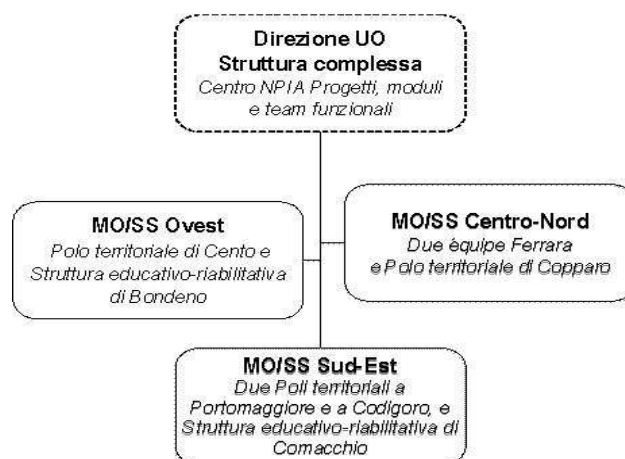 Direzione UO
Struttura complessa
Centro NPIA Progetti, moduli
e team funzionali
MO/SS Ovest
Polo territoriale di Cento e
Struttura educativo-riabilitativa
di Bondeno
MO/SS Centro-Nord
Due équipe Ferrara
e Polo territoriale di Copparo
MO/SS Sud-Est
Due Poli territoriali a
Portomaggiore e a Codigoro, e
Struttura educativo-riabilitativa di
Comacchio